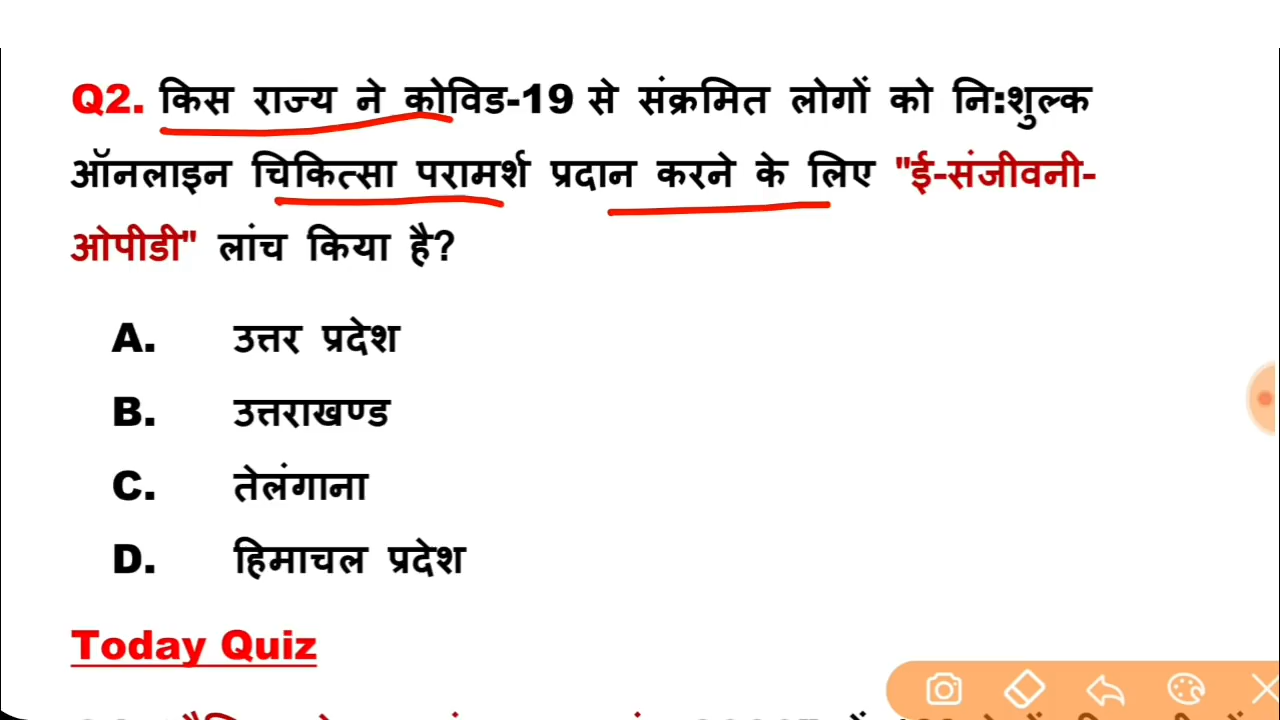 Q2. किस राज्य ने कोविड-19 से संक्रमित लोगों को नि:शुल्क
ऑनलाइन चिकित्सा परामर्श प्रदान करने के लिए "ई-संजीवनी-
ओपीडी" लांच किया है?
A. उत्तर प्रदेश
B. उत्तराखण्ड
C. तेलंगाना
D. हिमाचल प्रदेश
Today Quiz